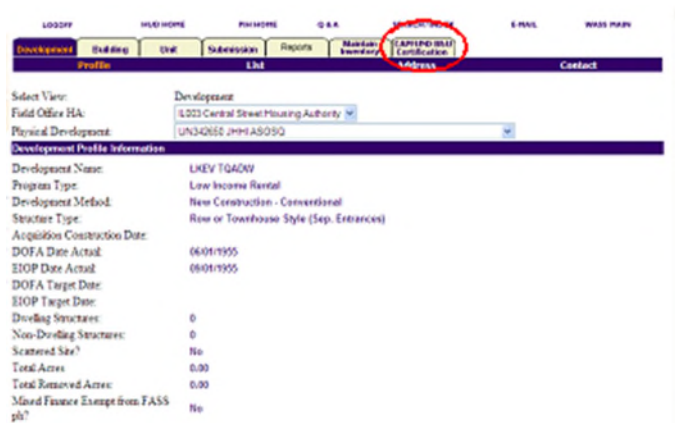 LOGOFF HUD HOME PIH HOME Q & A E-MAIL WASS MAIN
Development Building Unit Submission Reports Maintain Inventory CAPFUND BLI/ Certification
Profile List Address Contact
Select View: Development
Field Office HA: IL003 Central Street Housing Authority
Physical Development: UN342650 JHHI ASOSQ
Development Profile Information
Development Name: LKEV TQADW
Program Type: Low Income Rental
Development Method: New Construction - Conventional
Structure Type: Row or Townhouse Style (Sep. Entrances)
Acquisition Construction Date:
DOFA Date Actual: 06/01/1955
EIOP Date Actual: 09/01/1955
DOFA Target Date:
EIOP Target Date:
Dwelling Structures: 0
Non-Dwelling Structures: 0
Scattered Site? No
Total Acres 0.00
Total Removed Acres: 0.00
Mixed Finance Exempt from FASS
ph? No